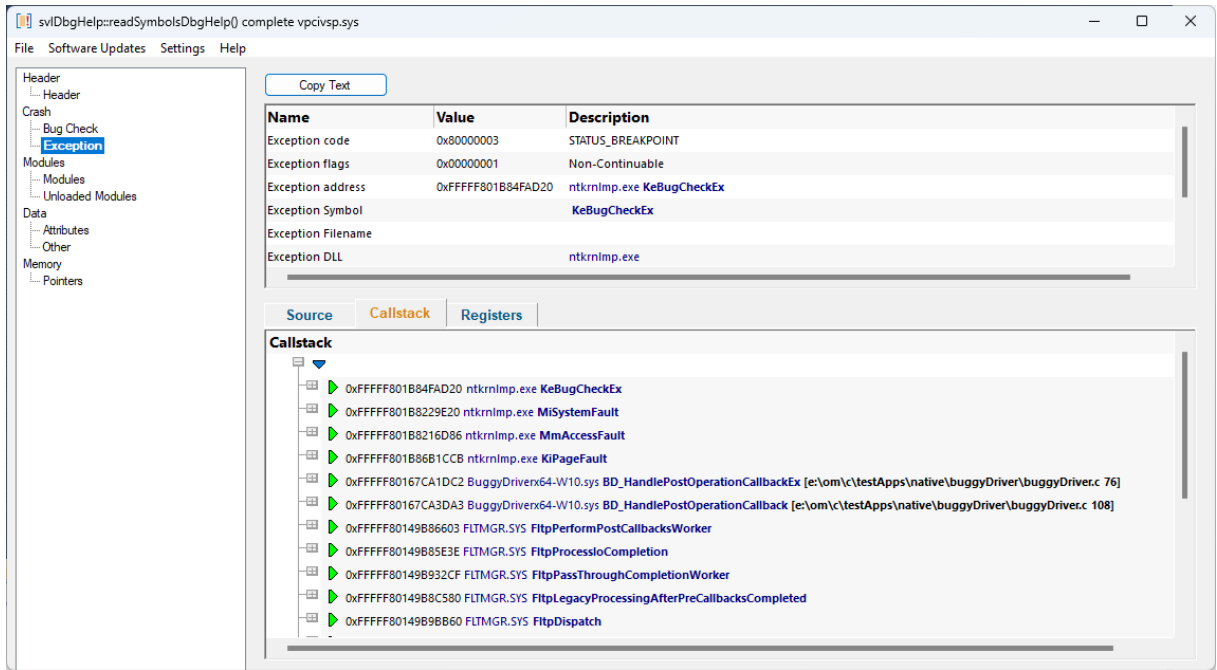 svlDbgHelp::readSymbolsDbgHelp() complete vpcivsp.sys
File Software Updates Settings Help
Header
Header
Crash
Bug Check
Exception
Modules
Modules
Unloaded Modules
Data
Attributes
Other
Memory
Pointers
Copy Text
Name Value Description
Exception code 0x80000003 STATUS_BREAKPOINT
Exception flags 0x00000001 Non-Continuable
Exception address 0xFFFFF801B84FAD20 ntkrnlmp.exe KeBugCheckEx
Exception Symbol KeBugCheckEx
Exception Filename
Exception DLL ntkrnlmp.exe
Source Callstack Registers
Callstack
0xFFFFF801B84FAD20 ntkrnlmp.exe KeBugCheckEx
0xFFFFF801B8229E20 ntkrnlmp.exe MiSystemFault
0xFFFFF801B8216D86 ntkrnlmp.exe MmAccessFault
0xFFFFF801B86B1CCB ntkrnlmp.exe KiPageFault
0xFFFFF80167CA1DC2 BuggyDriverx64-W10.sys BD_HandlePostOperationCallbackEx [e:\om\c\testApps\native\buggyDriver\buggyDriver.c 76]
0xFFFFF80167CA3DA3 BuggyDriverx64-W10.sys BD_HandlePostOperationCallback [e:\om\c\testApps\native\buggyDriver\buggyDriver.c 108]
0xFFFFF80149B86603 FLTMGR.SYS FltpPerformPostCallbacksWorker
0xFFFFF80149B85E3E FLTMGR.SYS FltpProcessIoCompletion
0xFFFFF80149B932CF FLTMGR.SYS FltpPassThroughCompletionWorker
0xFFFFF80149B8C580 FLTMGR.SYS FltpLegacyProcessingAfterPreCallbacksCompleted
0xFFFFF80149B9BB60 FLTMGR.SYS FltpDispatch